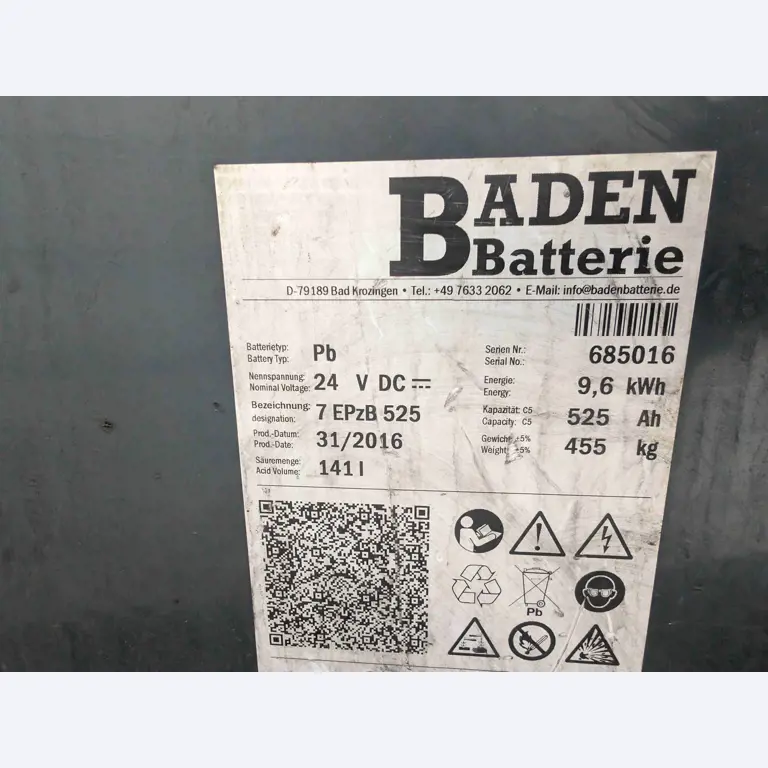 BADEN
Batterie
D-79189 Bad Krozingen • Tel.: +49 7633 2062 • E-Mail: info@badenbatterie.de
Batterietyp:
Battery Typ: Pb
Nennspannung:
Nominal Voltage: 24 V DC
Bezeichnung:
designation: 7 EPzB 525
Prod.-Datum:
Prod.-Date: 31/2016
Säuremenge:
Acid Volume: 141 l
Serien Nr.:
Serial No.: 685016
Energie:
Energy: 9,6 kWh
Kapazität: C5
Capacity: C5 525 Ah
Gewicht ±5%
Weight ±5% 455 kg
Pb